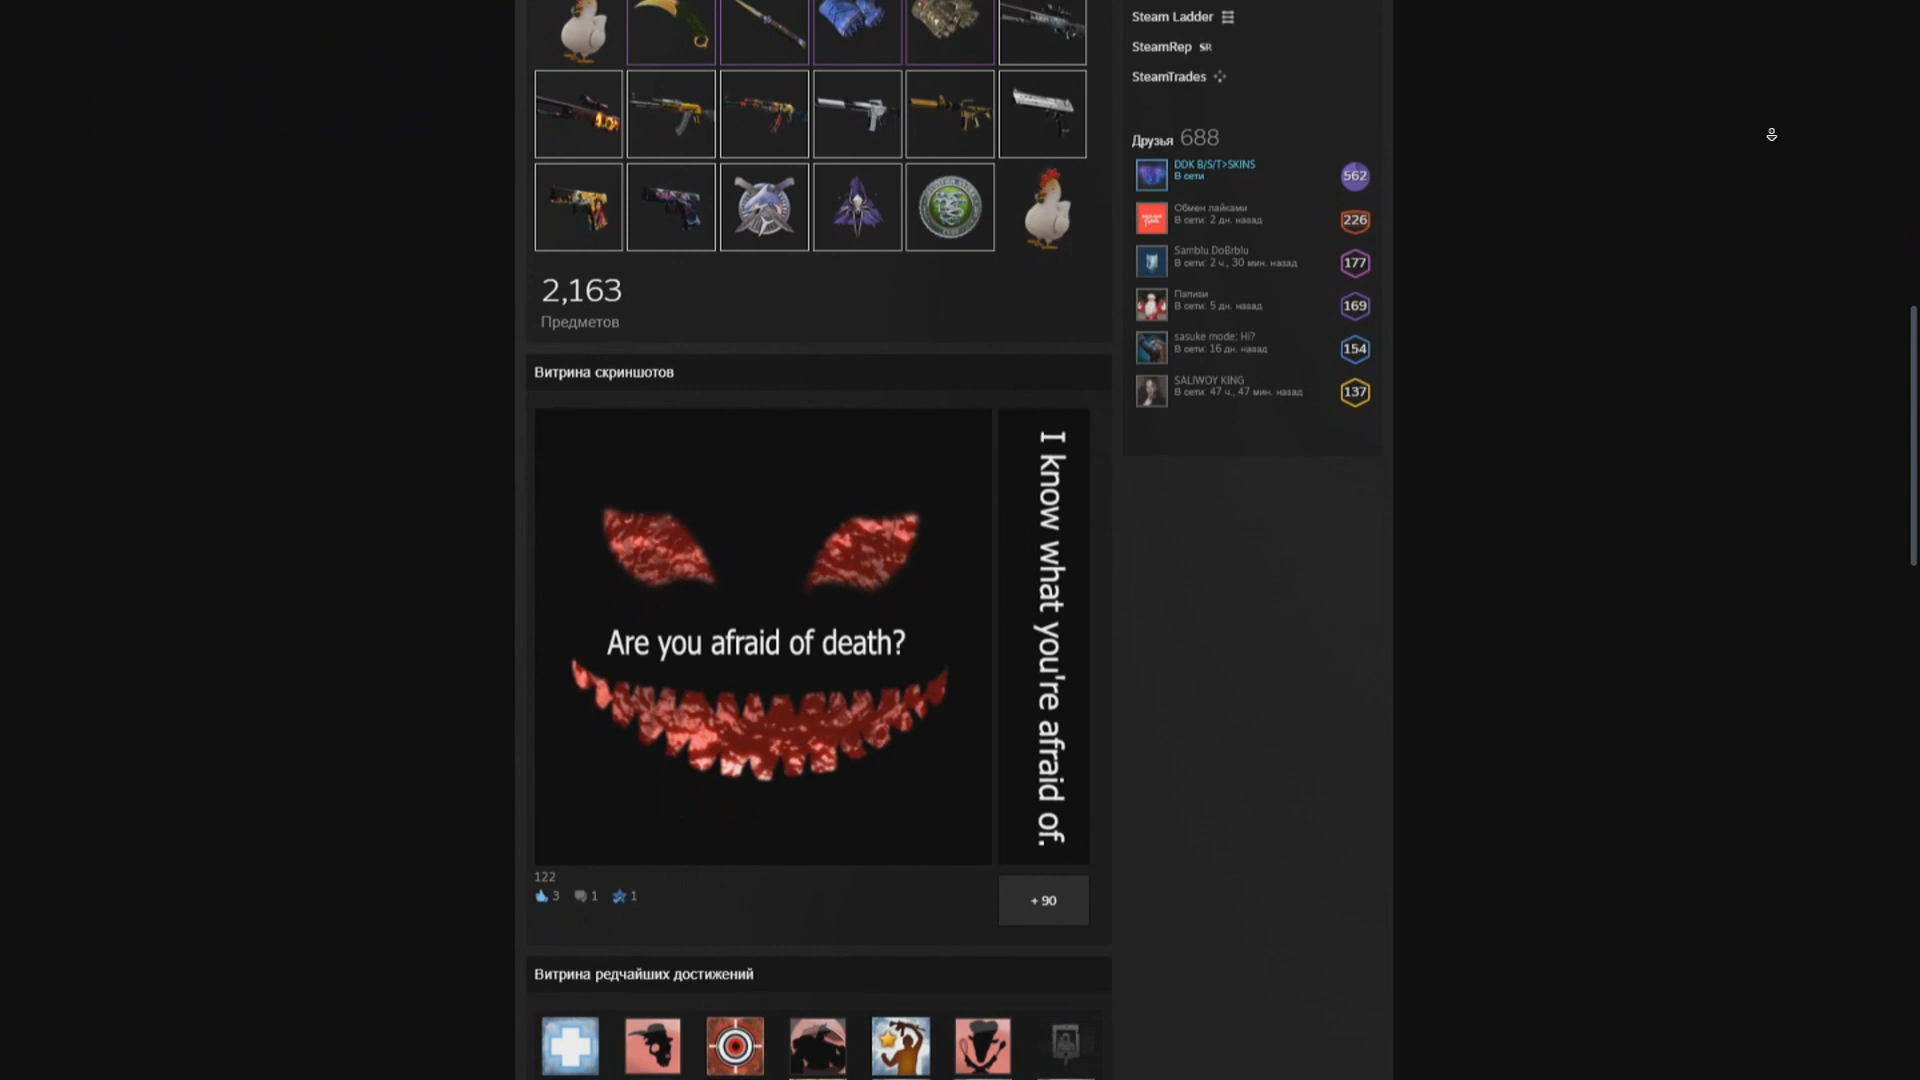 Steam Ladder
SteamRep SR
SteamTrades
Друзья 688
DDK B/S/T>SKINS
В сети
562
Обмен лайками
В сети: 2 дн. назад
226
Samblu.DoBrblu
В сети: 2 ч., 30 мин. назад
177
Папизи
В сети: 5 дн. назад
169
sasuke mode: Hi?
В сети: 16 дн. назад
154
SALIWOY KING
В сети: 47 ч., 47 мин. назад
137
2,163
Предметов
Витрина скриншотов
Are you afraid of death?
I know what you're afraid of.
122
3 1 1
+ 90
Витрина редчайших достижений